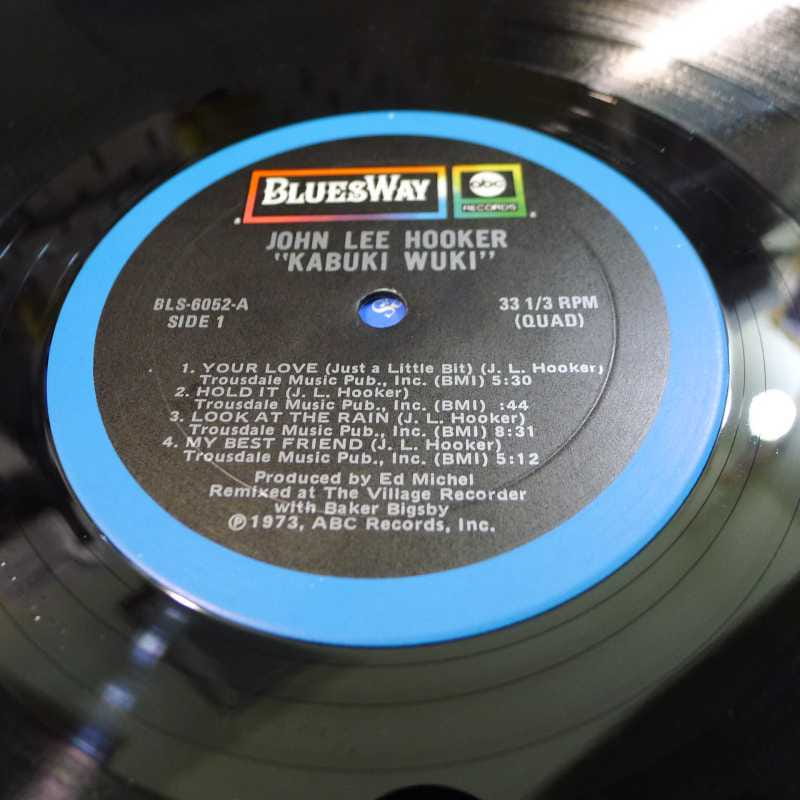 BLUESWAY
abc
RECORDS
JOHN LEE HOOKER
"KABUKI WUKI"
BLS-6052-A
SIDE 1
33 1/3 RPM
(QUAD)
1. YOUR LOVE (Just a Little Bit) (J. L. Hooker)
Trousdale Music Pub., Inc. (BMI) 5:30
2. HOLD IT (J. L. Hooker)
Trousdale Music Pub., Inc. (BMI) :44
3. LOOK AT THE RAIN (J. L. Hooker)
Trousdale Music Pub., Inc. (BMI) 8:31
4. MY BEST FRIEND (J. L. Hooker)
Trousdale Music Pub., Inc. (BMI) 5:12
Produced by Ed Michel
Remixed at The Village Recorder
with Baker Bigsby
℗1973, ABC Records, Inc.